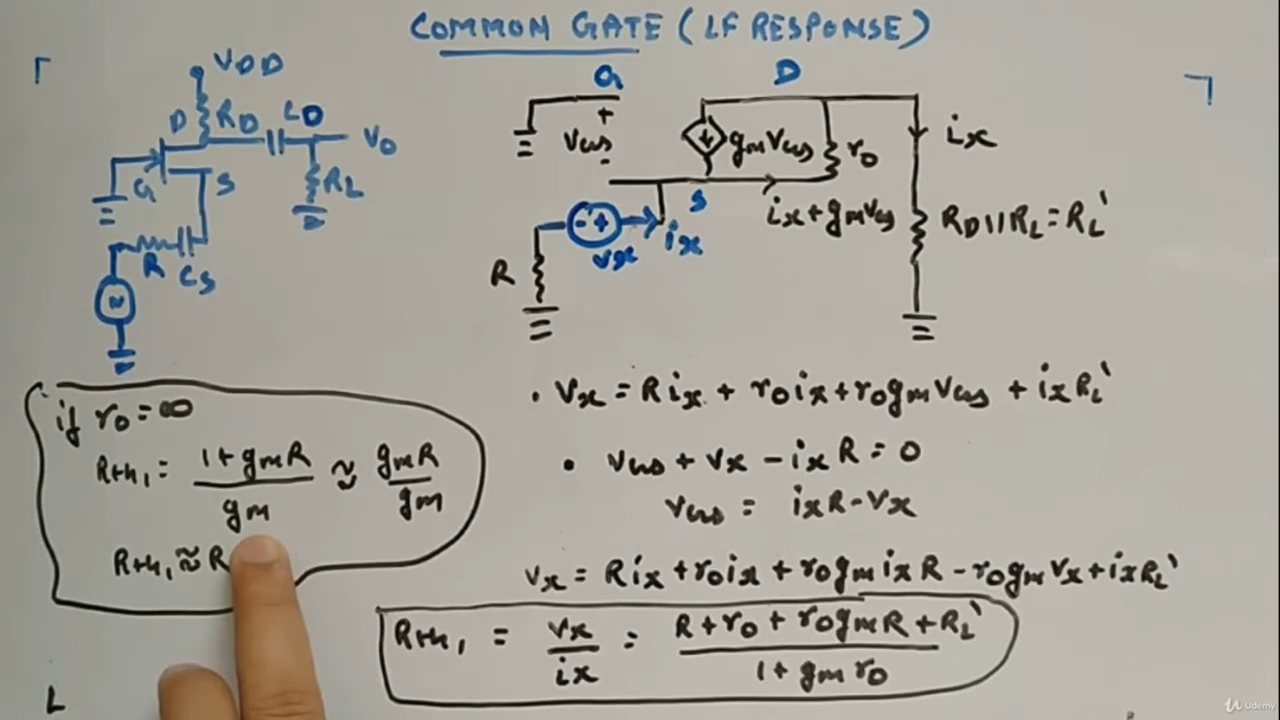 COMMON GATE (LF RESPONSE)
VDD
D
RD
CD
VO
G
S
RL
R
CS
G
D
+
VGS
-
gmVGS
rO
ix
S
ix + gmVGS
RD||RL = RL'
- +
vx
ix
R
if rO = ∞
Rth1 = 1 + gmR / gm ≈ gmR / gm
Rth1 ≈ R
• Vx = Rix + rOix + rOgmVGS + ixRL'
• VGS + Vx - ixR = 0
VGS = ixR - Vx
Vx = Rix + rOix + rOgmixR - rOgmVx + ixRL'
Rth1 = Vx / ix = R + rO + rOgmR + RL' / 1 + gmrO
Udemy